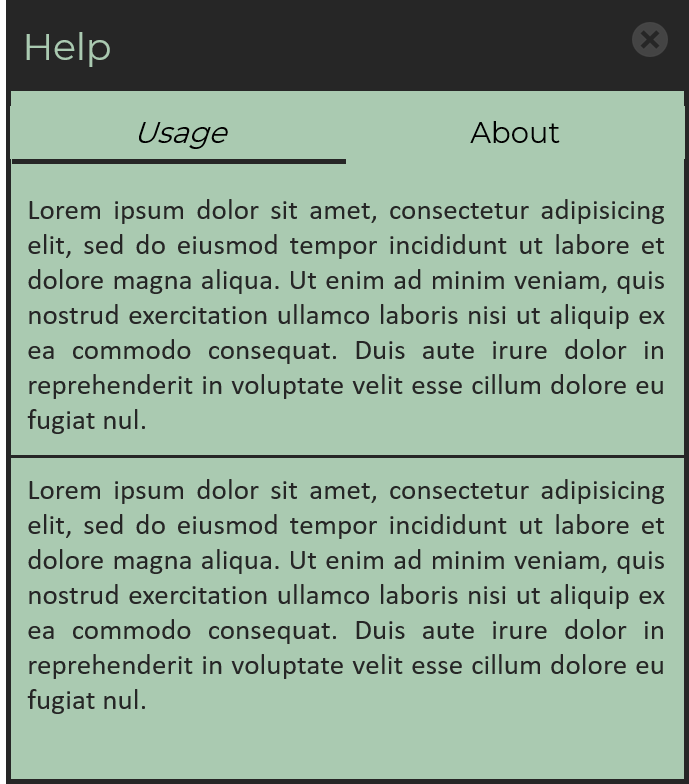 Help
Usage About
Lorem ipsum dolor sit amet, consectetur adipisicing
elit, sed do eiusmod tempor incididunt ut labore et
dolore magna aliqua. Ut enim ad minim veniam, quis
nostrud exercitation ullamco laboris nisi ut aliquip ex
ea commodo consequat. Duis aute irure dolor in
reprehenderit in voluptate velit esse cillum dolore eu
fugiat nul.
Lorem ipsum dolor sit amet, consectetur adipisicing
elit, sed do eiusmod tempor incididunt ut labore et
dolore magna aliqua. Ut enim ad minim veniam, quis
nostrud exercitation ullamco laboris nisi ut aliquip ex
ea commodo consequat. Duis aute irure dolor in
reprehenderit in voluptate velit esse cillum dolore eu
fugiat nul.